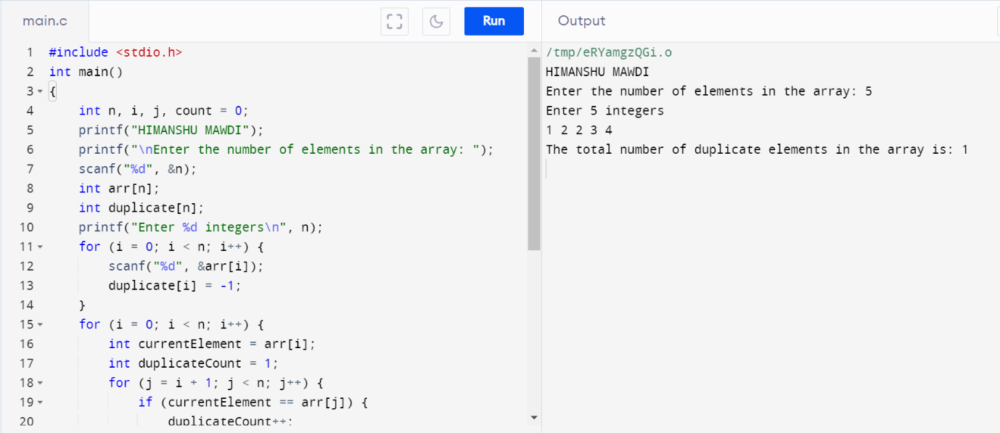 main.c
Run
Output
1 #include <stdio.h>
2 int main()
3 {
4     int n, i, j, count = 0;
5     printf("HIMANSHU MAWDI");
6     printf("\nEnter the number of elements in the array: ");
7     scanf("%d", &n);
8     int arr[n];
9     int duplicate[n];
10     printf("Enter %d integers\n", n);
11     for (i = 0; i < n; i++) {
12         scanf("%d", &arr[i]);
13         duplicate[i] = -1;
14     }
15     for (i = 0; i < n; i++) {
16         int currentElement = arr[i];
17         int duplicateCount = 1;
18         for (j = i + 1; j < n; j++) {
19             if (currentElement == arr[j]) {
20                 duplicateCount++;
/tmp/eRYamgzQGi.o
HIMANSHU MAWDI
Enter the number of elements in the array: 5
Enter 5 integers
1 2 2 3 4
The total number of duplicate elements in the array is: 1